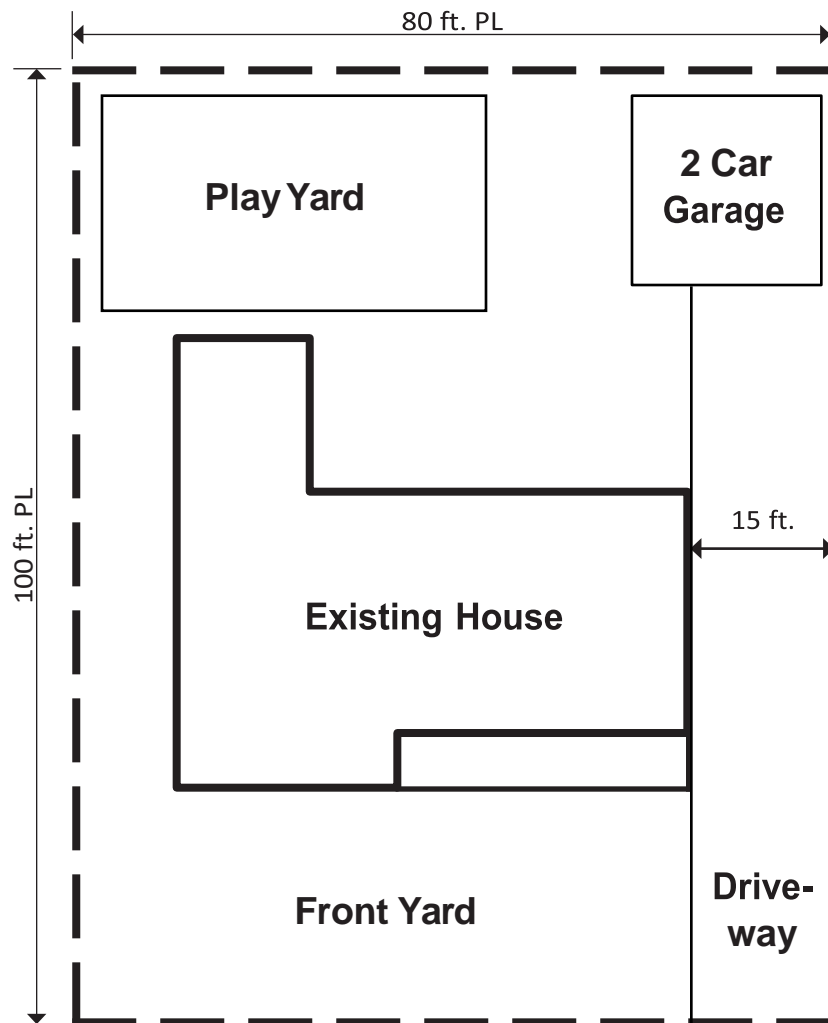 80 ft. PL
Play Yard
2 Car
Garage
100 ft. PL
15 ft.
Existing House
Front Yard
Drive-
way